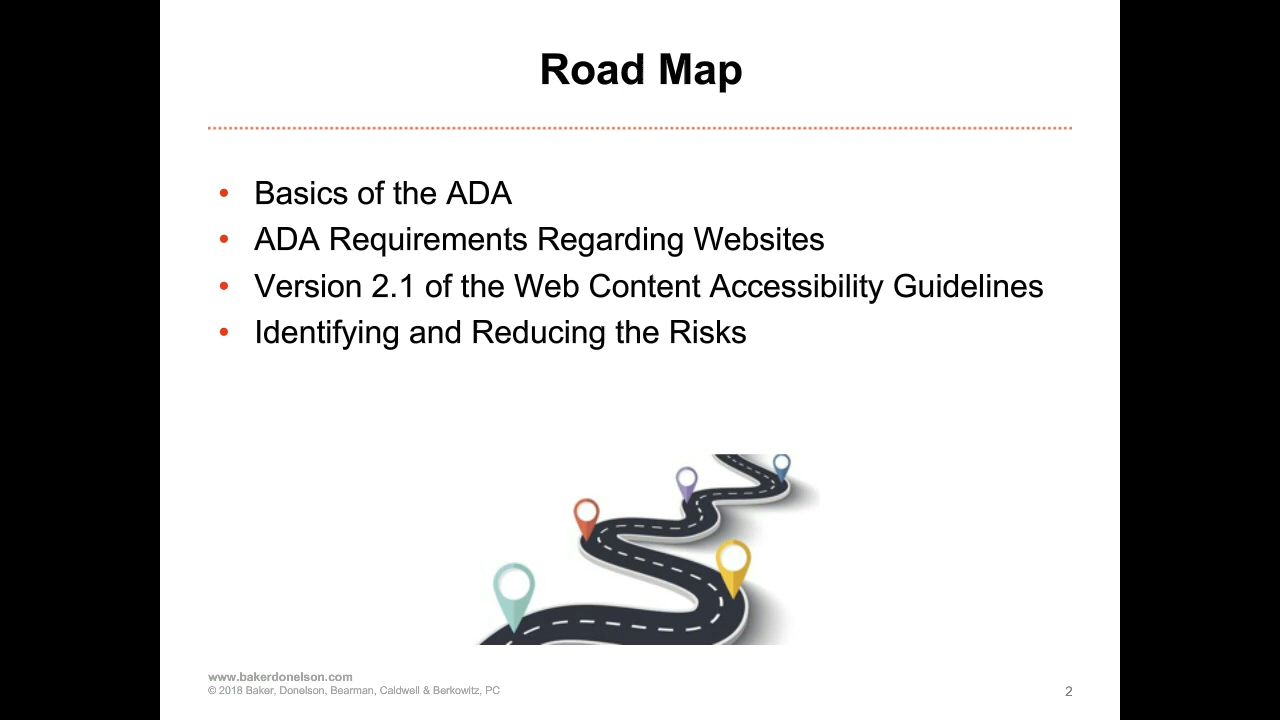 Road Map
• Basics of the ADA
• ADA Requirements Regarding Websites
• Version 2.1 of the Web Content Accessibility Guidelines
• Identifying and Reducing the Risks
www.bakerdonelson.com
© 2018 Baker, Donelson, Bearman, Caldwell & Berkowitz, PC
2